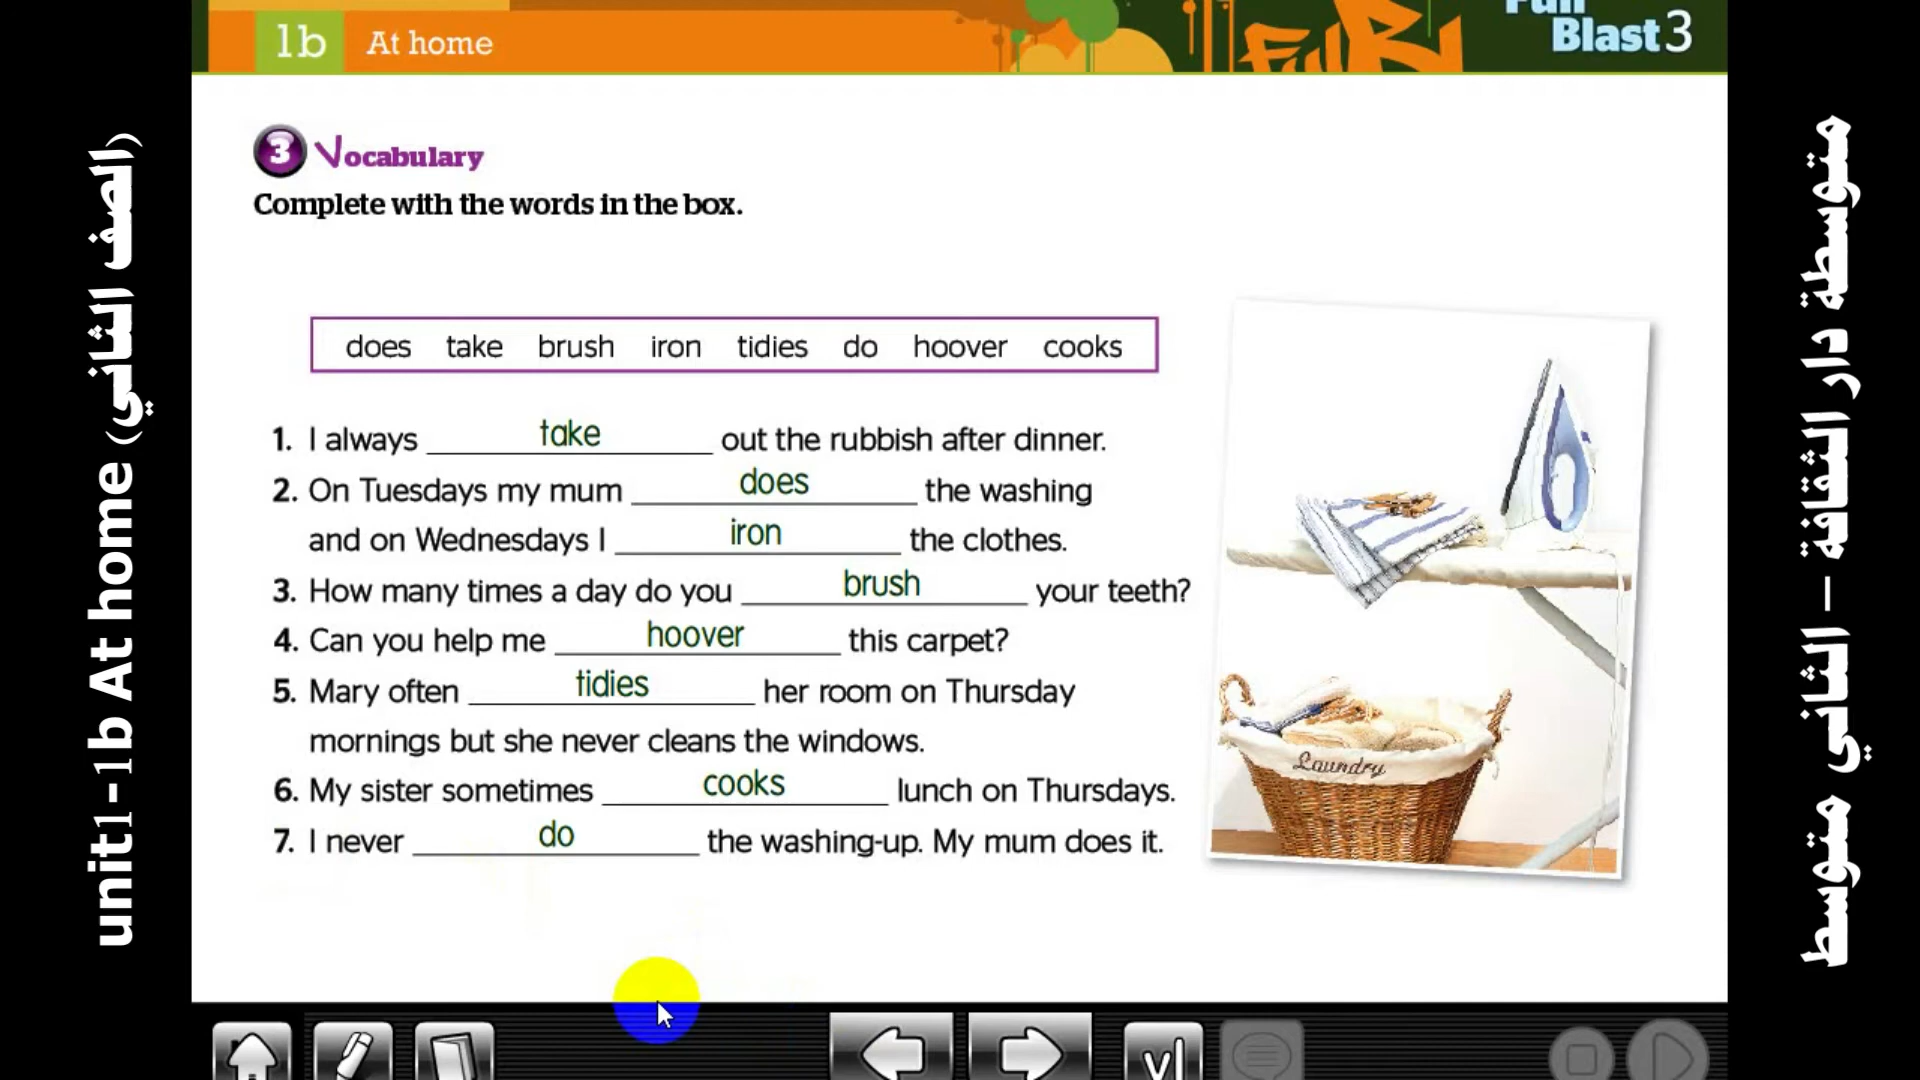 1b At home
Fun
Blast 3
FUN
3 Vocabulary
Complete with the words in the box.
does take brush iron tidies do hoover cooks
1. I always take out the rubbish after dinner.
2. On Tuesdays my mum does the washing
and on Wednesdays I iron the clothes.
3. How many times a day do you brush your teeth?
4. Can you help me hoover this carpet?
5. Mary often tidies her room on Thursday
mornings but she never cleans the windows.
6. My sister sometimes cooks lunch on Thursdays.
7. I never do the washing-up. My mum does it.
Laundry
unit1-1b At home (الصف الثاني)
متوسطة دار الثقافة – الثاني متوسط